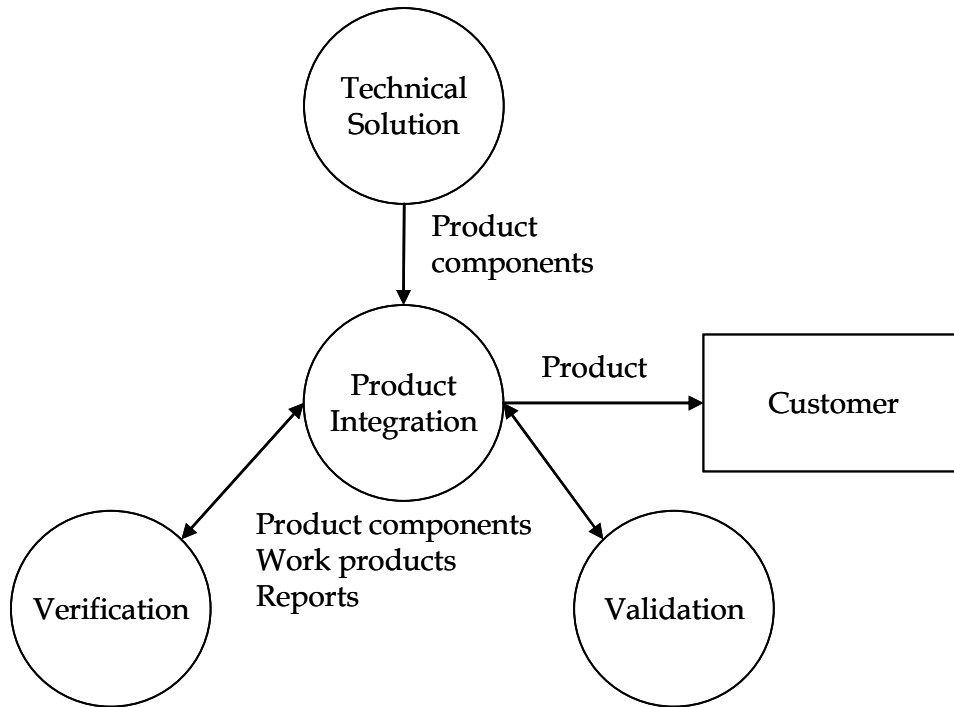 Technical
Solution
Product
components
Product
Product
Integration
Customer
Product components
Work products
Reports
Verification
Validation